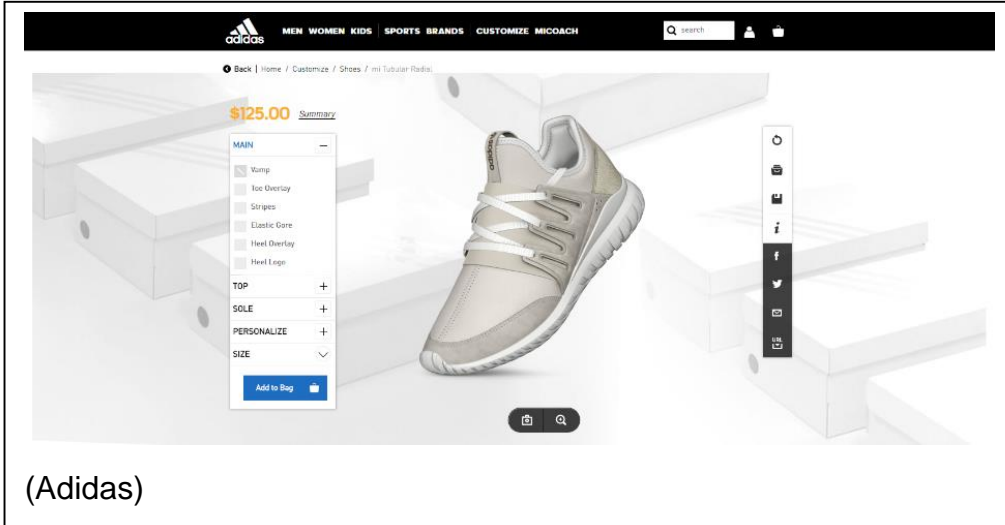 adidas MEN WOMEN KIDS SPORTS BRANDS CUSTOMIZE MICOACH search
Back | Home / Customize / Shoes / mi Tubular Radial
$125.00 Summary
MAIN
Vamp
Toe Overlay
Stripes
Elastic Gore
Heel Overlay
Heel Logo
TOP
SOLE
PERSONALIZE
SIZE
Add to Bag
adidas
URL
(Adidas)